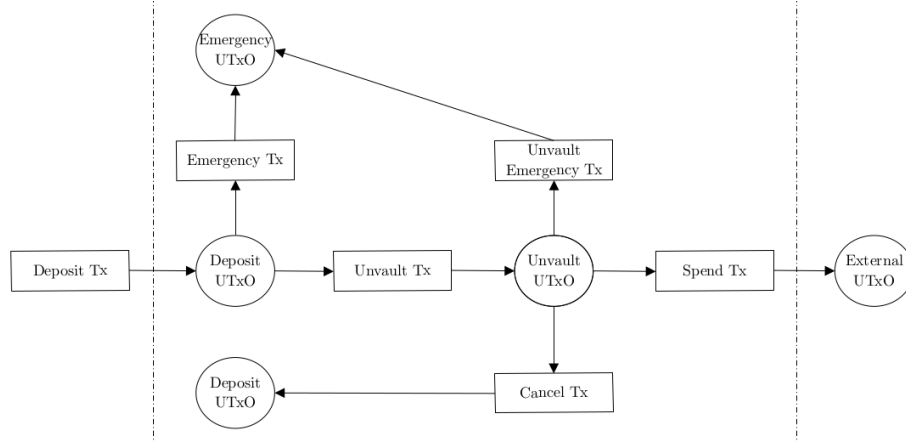 Emergency
UTxO
Emergency Tx
Unvault
Emergency Tx
Deposit Tx
Deposit
UTxO
Unvault Tx
Unvault
UTxO
Spend Tx
External
UTxO
Deposit
UTxO
Cancel Tx